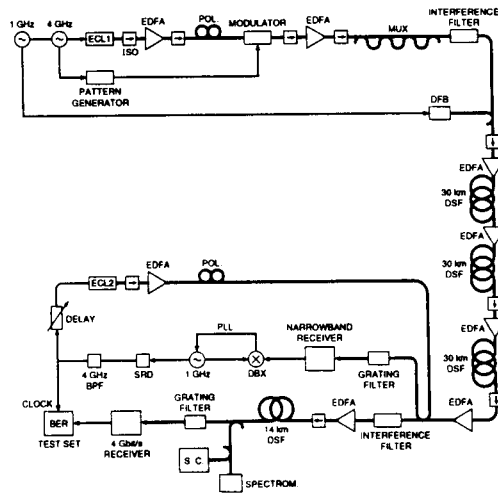 1 GHz
4 GHz
ECL1
ISO
EDFA
POL.
MODULATOR
EDFA
MUX
INTERFERENCE
FILTER
PATTERN
GENERATOR
DFB
EDFA
30 km
DSF
EDFA
30 km
DSF
EDFA
30 km
DSF
EDFA
POL.
ECL2
DELAY
PLL
NARROWBAND
RECEIVER
4 GHz
BPF
SRD
1 GHz
DBX
GRATING
FILTER
CLOCK
BER
TEST SET
4 Gbit/s
RECEIVER
GRATING
FILTER
14 km
DSF
EDFA
INTERFERENCE
FILTER
EDFA
S.C.
SPECTROM.